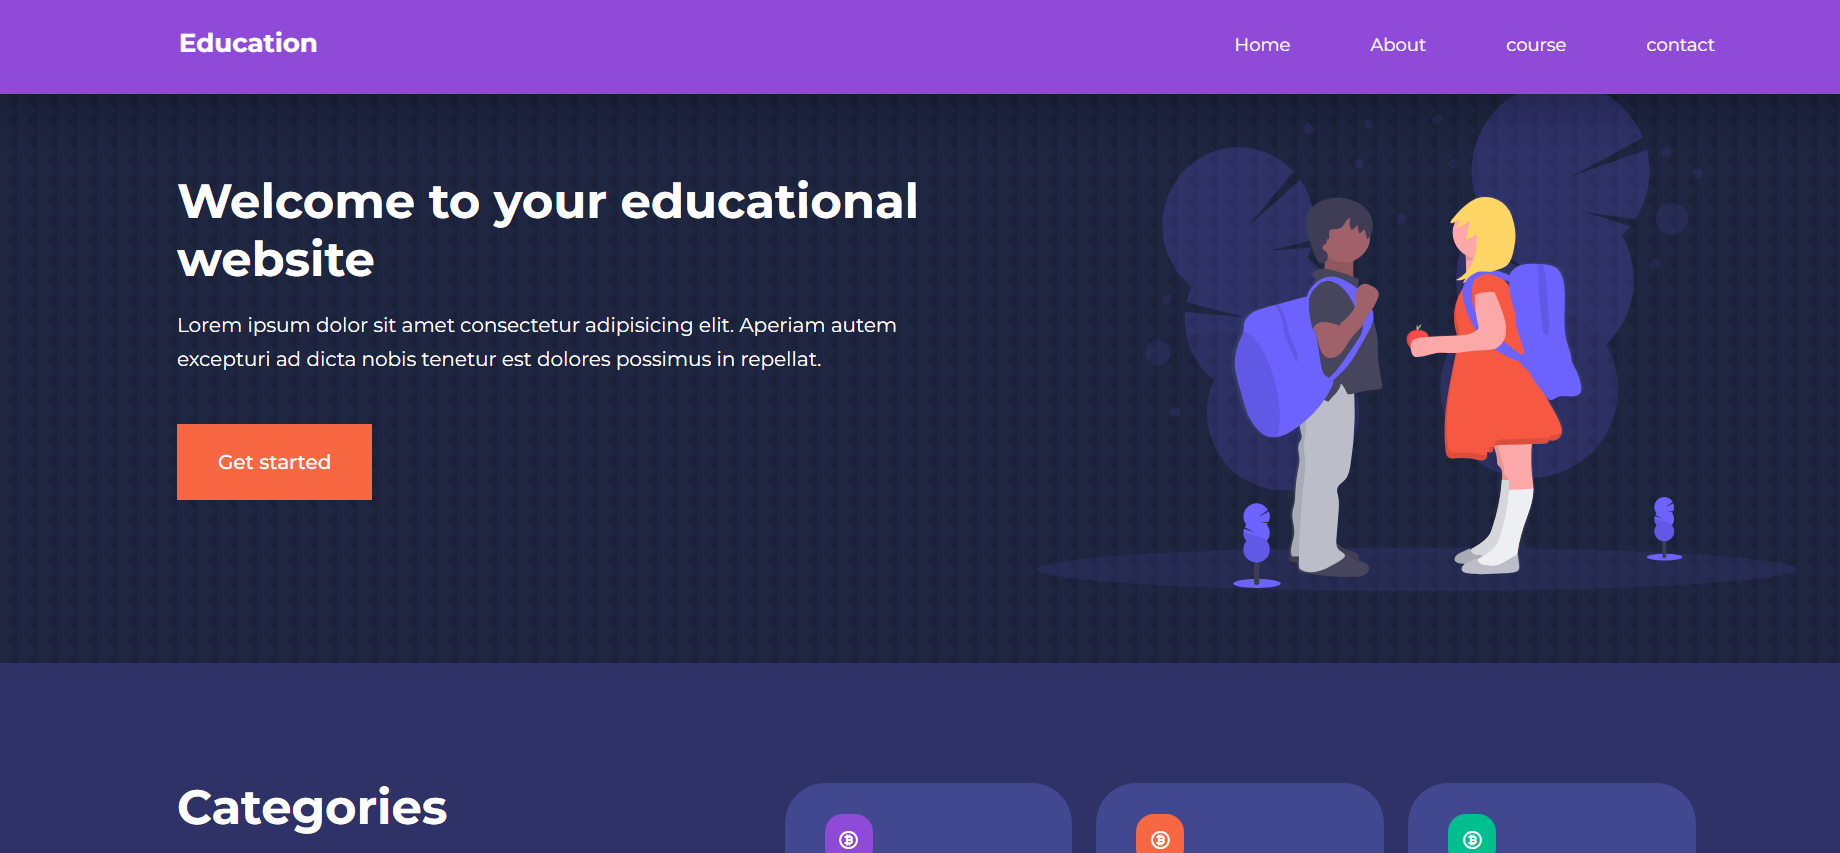 Education
Home
About
course
contact
Welcome to your educational
website
Lorem ipsum dolor sit amet consectetur adipisicing elit. Aperiam autem
excepturi ad dicta nobis tenetur est dolores possimus in repellat.
Get started
Categories